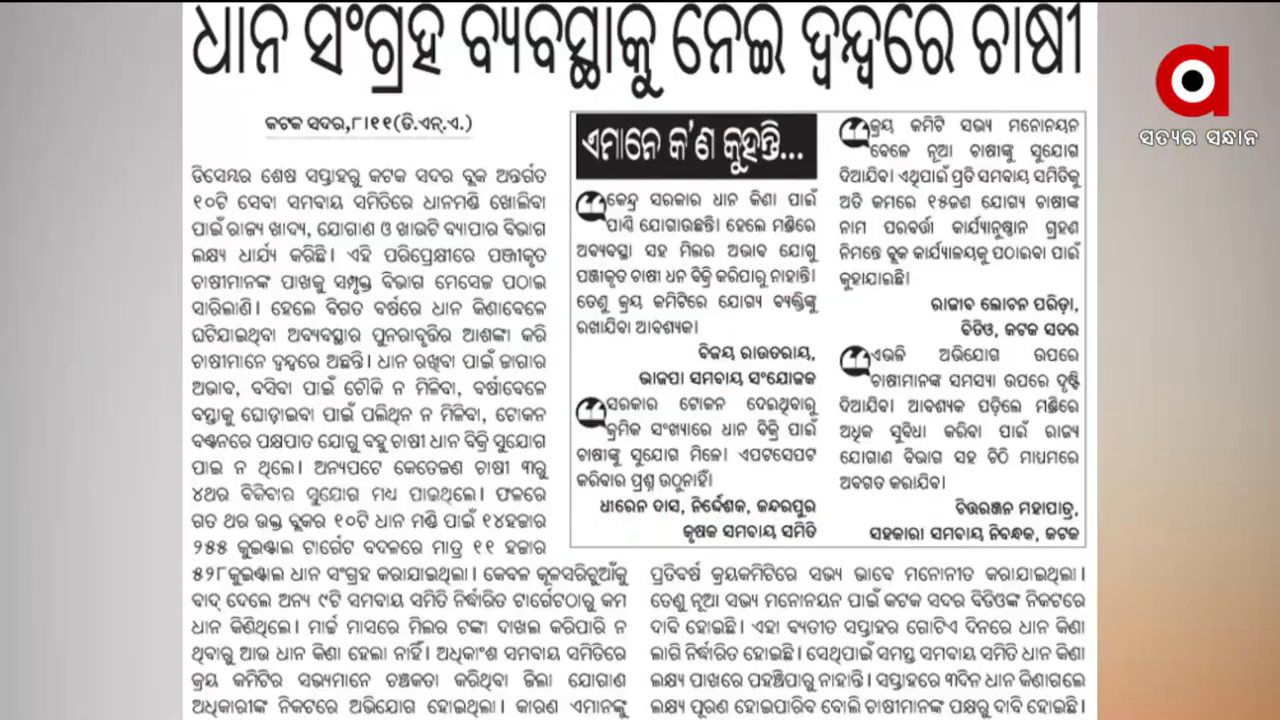 ଧାନ ସଂଗ୍ରହ ବ୍ୟବସ୍ଥାକୁ ନେଇ ଦ୍ୱନ୍ଦ୍ୱରେ ଚାଷୀ
କଟକ ସଦର,୮।୧୧(ଡି.ଏନ୍.ଏ.)
ଡିସେମ୍ବର ଶେଷ ସପ୍ତାହରୁ କଟକ ସଦର ବ୍ଲକ ଅନ୍ତର୍ଗତ
୧୦ଟି ସେବା ସମବାୟ ସମିତିରେ ଧାନମଣ୍ଡି ଖୋଲିବା
ପାଇଁ ରାଜ୍ୟ ଖାଦ୍ୟ, ଯୋଗାଣ ଓ ଖାଉଟି ବ୍ୟାପାର ବିଭାଗ
ଲକ୍ଷ୍ୟ ଧାର୍ଯ୍ୟ କରିଛି। ଏହି ପରିପ୍ରେକ୍ଷୀରେ ପଞ୍ଜୀକୃତ
ଚାଷୀମାନଙ୍କ ପାଖକୁ ସମ୍ପୃକ୍ତ ବିଭାଗ ମେସେଜ ପଠାଇ
ସାରିଲାଣି। ହେଲେ ବିଗତ ବର୍ଷରେ ଧାନ କିଣାବେଳେ
ଘଟିଯାଇଥିବା ଅବ୍ୟବସ୍ଥାର ପୁନରାବୃତ୍ତିର ଆଶଙ୍କା କରି
ଚାଷୀମାନେ ଦ୍ୱନ୍ଦ୍ୱରେ ଅଛନ୍ତି। ଧାନ ରଖିବା ପାଇଁ ଜାଗାର
ଅଭାବ, ବସିବା ପାଇଁ ଚୌକି ନ ମିଳିବା, ବର୍ଷାବେଳେ
ବସ୍ତାକୁ ଘୋଡ଼ାଇବା ପାଇଁ ପଲିଥିନ ନ ମିଳିବା, ଟୋକନ
ବଣ୍ଟନରେ ପକ୍ଷପାତ ଯୋଗୁ ବହୁ ଚାଷୀ ଧାନ ବିକ୍ରି ସୁଯୋଗ
ପାଇ ନ ଥିଲେ। ଅନ୍ୟପଟେ କେତେଜଣ ଚାଷୀ ୩ରୁ
୪ଥର ବିକିବାର ସୁଯୋଗ ମଧ୍ୟ ପାଉଥିଲେ। ଫଳରେ
ଗତ ଥର ଉକ୍ତ ବ୍ଲକର ୧୦ଟି ଧାନ ମଣ୍ଡି ପାଇଁ ୧୪ହଜାର
୨୫୫ କୁଇଣ୍ଟାଲ ଟାର୍ଗେଟ ବଦଳରେ ମାତ୍ର ୧୧ ହଜାର
୫୨୮କୁଇଣ୍ଟାଲ ଧାନ ସଂଗ୍ରହ କରାଯାଇଥିଲା। କେବଳ କୂଳସରିଚୁଆଁକୁ
ବାଦ୍ ଦେଲେ ଅନ୍ୟ ୯ଟି ସମବାୟ ସମିତି ନିର୍ଦ୍ଧାରିତ ଟାର୍ଗେଟଠାରୁ କମ
ଧାନ କିଣିଥିଲେ। ମାର୍ଚ୍ଚ ମାସରେ ମିଲର ଟଙ୍କା ଦାଖଲ କରିପାରି ନ
ଥିବାରୁ ଆଉ ଧାନ କିଣା ହେଲା ନାହିଁ। ଅଧିକାଂଶ ସମବାୟ ସମିତିରେ
କ୍ରୟ କମିଟିର ସଭ୍ୟମାନେ ଚଞ୍ଚକତା କରିଥିବା ଜିଲା ଯୋଗାଣ
ଅଧିକାରୀଙ୍କ ନିକଟରେ ଅଭିଯୋଗ ହୋଇଥିଲା। କାରଣ ଏମାନଙ୍କୁ
ଏମାନେ କ'ଣ କୁହନ୍ତି...
କେନ୍ଦ୍ର ସରକାର ଧାନ କିଣା ପାଇଁ
ପାଣ୍ଠି ଯୋଗାଉଛନ୍ତି। ହେଲେ ମଣ୍ଡିରେ
ଅବ୍ୟବସ୍ଥା ସହ ମିଲର ଅଭାବ ଯୋଗୁ
ପଞ୍ଜୀକୃତ ଚାଷୀ ଧନ ବିକ୍ରି କରିପାରୁ ନାହାନ୍ତି।
ତେଣୁ କ୍ରୟ କମିଟିରେ ଯୋଗ୍ୟ ବ୍ୟକ୍ତିଙ୍କୁ
ରଖାଯିବା ଆବଶ୍ୟକ।
ବିଜୟ ରାଉତରାୟ,
ଭାଜପା ସମବାୟ ସଂଯୋଜକ
ସରକାର ଟୋକନ ଦେଇଥିବାରୁ
କ୍ରମିକ ସଂଖ୍ୟାରେ ଧାନ ବିକ୍ରି ପାଇଁ
ଚାଷୀଙ୍କୁ ସୁଯୋଗ ମିଳେ। ଏପଟସେପଟ
କରିବାର ପ୍ରଶ୍ନ ଉଠୁନାହିଁ।
ଧୀରେନ ଦାସ, ନିର୍ଦ୍ଦେଶକ, କନ୍ଦରପୁର
କୃଷକ ସମବାୟ ସମିତି
କ୍ରୟ କମିଟି ସଭ୍ୟ ମନୋନୟନ
ବେଳେ ନୂଆ ଚାଷୀଙ୍କୁ ସୁଯୋଗ
ଦିଆଯିବ। ଏଥିପାଇଁ ପ୍ରତି ସମବାୟ ସମିତିକୁ
ଅତି କମରେ ୧୫ଜଣ ଯୋଗ୍ୟ ଚାଷୀଙ୍କ
ନାମ ପରବର୍ତ୍ତୀ କାର୍ଯ୍ୟାନୁଷ୍ଠାନ ଗ୍ରହଣ
ନିମନ୍ତେ ବ୍ଲକ କାର୍ଯ୍ୟାଳୟକୁ ପଠାଇବା ପାଇଁ
କୁହାଯାଇଛି।
ରାଜୀବ ଲୋଚନ ପରିଡ଼ା,
ବିଡିଓ, କଟକ ସଦର
ଏଭଳି ଅଭିଯୋଗ ଉପରେ
ଚାଷୀମାନଙ୍କ ସମସ୍ୟା ଉପରେ ଦୃଷ୍ଟି
ଦିଆଯିବ। ଆବଶ୍ୟକ ପଡ଼ିଲେ ମଣ୍ଡିରେ
ଅଧିକ ସୁବିଧା କରିବା ପାଇଁ ରାଜ୍ୟ
ଯୋଗାଣ ବିଭାଗ ସହ ଚିଠି ମାଧ୍ୟମରେ
ଅବଗତ କରାଯିବ।
ଚିତ୍ତରଞ୍ଜନ ମହାପାତ୍ର,
ସହକାରୀ ସମବାୟ ନିବନ୍ଧକ, କଟକ
ପ୍ରତିବର୍ଷ କ୍ରୟକମିଟିରେ ସଭ୍ୟ ଭାବେ ମନୋନୀତ କରାଯାଇଥିଲା।
ତେଣୁ ନୂଆ ସଭ୍ୟ ମନୋନୟନ ପାଇଁ କଟକ ସଦର ବିଡିଓଙ୍କ ନିକଟରେ
ଦାବି ହୋଇଛି। ଏହା ବ୍ୟତୀତ ସପ୍ତାହର ଗୋଟିଏ ଦିନରେ ଧାନ କିଣା
ଲାଗି ନିର୍ଦ୍ଧାରିତ ହୋଇଛି। ସେଥିପାଇଁ ସମସ୍ତ ସମବାୟ ସମିତି ଧାନ କିଣା
ଲକ୍ଷ୍ୟ ପାଖରେ ପହଞ୍ଚିପାରୁ ନାହାନ୍ତି। ସପ୍ତାହରେ ୩ଦିନ ଧାନ କିଣାଗଲେ
ଲକ୍ଷ୍ୟ ପୂରଣ ହୋଇପାରିବ ବୋଲି ଚାଷୀମାନଙ୍କ ପକ୍ଷରୁ ଦାବି ହୋଇଛି।
ସତ୍ୟର ସନ୍ଧାନ